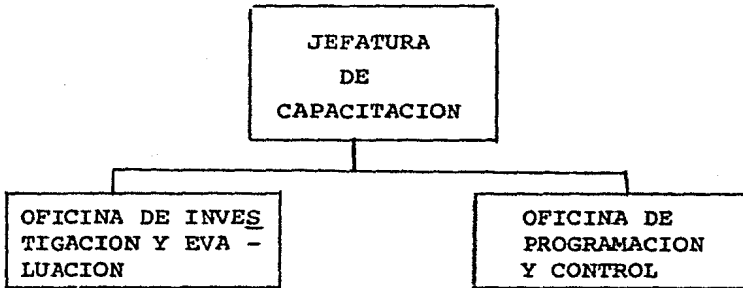 JEFATURA
DE
CAPACITACION
OFICINA DE INVES
TIGACION Y EVA -
LUACION
OFICINA DE
PROGRAMACION
Y CONTROL